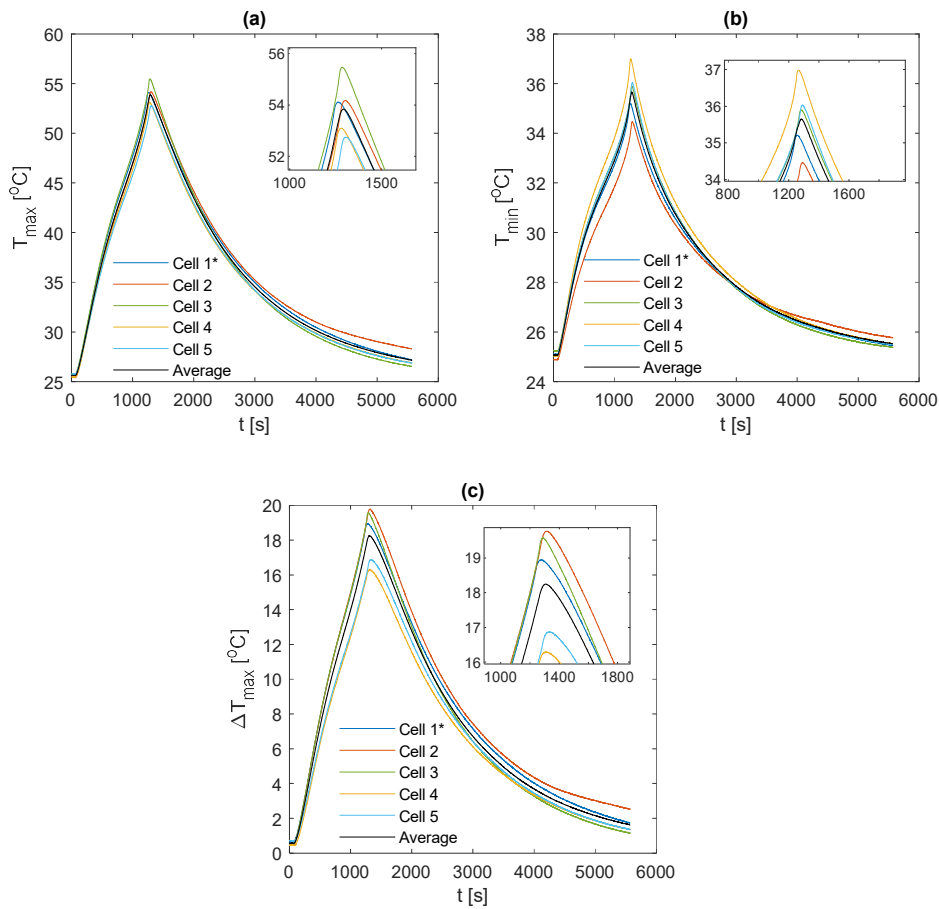 (a)
60
55
50
45
40
35
30
25
T_max [°C]
0 1000 2000 3000 4000 5000 6000
t [s]
56
54
52
1000 1500
Cell 1*
Cell 2
Cell 3
Cell 4
Cell 5
Average
(b)
38
36
34
32
30
28
26
24
T_min [°C]
0 1000 2000 3000 4000 5000 6000
t [s]
37
36
35
34
800 1200 1600
Cell 1*
Cell 2
Cell 3
Cell 4
Cell 5
Average
(c)
20
18
16
14
12
10
8
6
4
2
0
Δ T_max [°C]
0 1000 2000 3000 4000 5000 6000
t [s]
19
18
17
16
1000 1400 1800
Cell 1*
Cell 2
Cell 3
Cell 4
Cell 5
Average